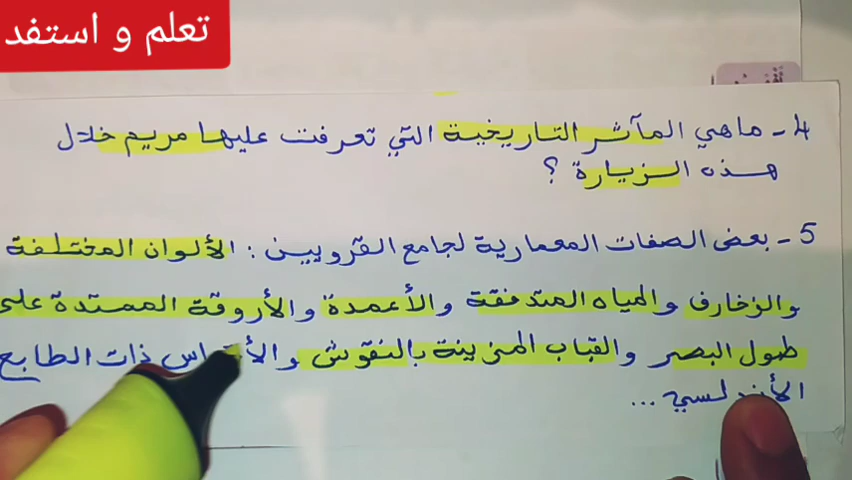 تعلم و استفد
4- ماهي المآثر التاريخية التي تعرفت عليها مريم خلال
هذه الزيارة ؟
5- بعض الصفات المعمارية لجامع القرويين : الألوان المختلفة
والزخارف والمياه المتدفقة والأعمدة والأروقة الممتدة على
طول البصر والقباب المزينة بالنقوش ذات الطابع
الأندلسي ...